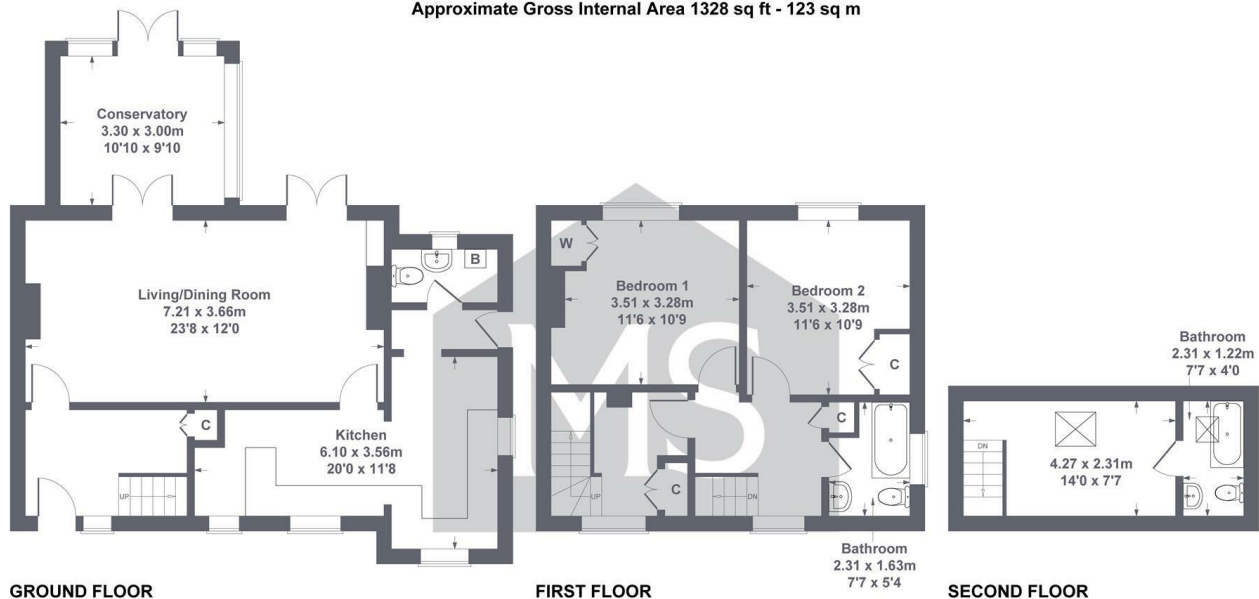 Approximate Gross Internal Area 1328 sq ft - 123 sq m
Conservatory
3.30 x 3.00m
10'10 x 9'10
Living/Dining Room
7.21 x 3.66m
23'8 x 12'0
B
C
Kitchen
6.10 x 3.56m
20'0 x 11'8
UP
GROUND FLOOR
W
Bedroom 1
3.51 x 3.28m
11'6 x 10'9
Bedroom 2
3.51 x 3.28m
11'6 x 10'9
C
C
MS
UP
C
DN
Bathroom
2.31 x 1.63m
7'7 x 5'4
FIRST FLOOR
Bathroom
2.31 x 1.22m
7'7 x 4'0
DN
4.27 x 2.31m
14'0 x 7'7
SECOND FLOOR